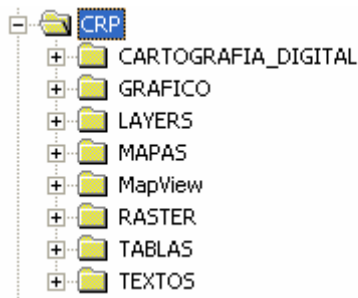 CRP
CARTOGRAFIA_DIGITAL
GRAFICO
LAYERS
MAPAS
MapView
RASTER
TABLAS
TEXTOS